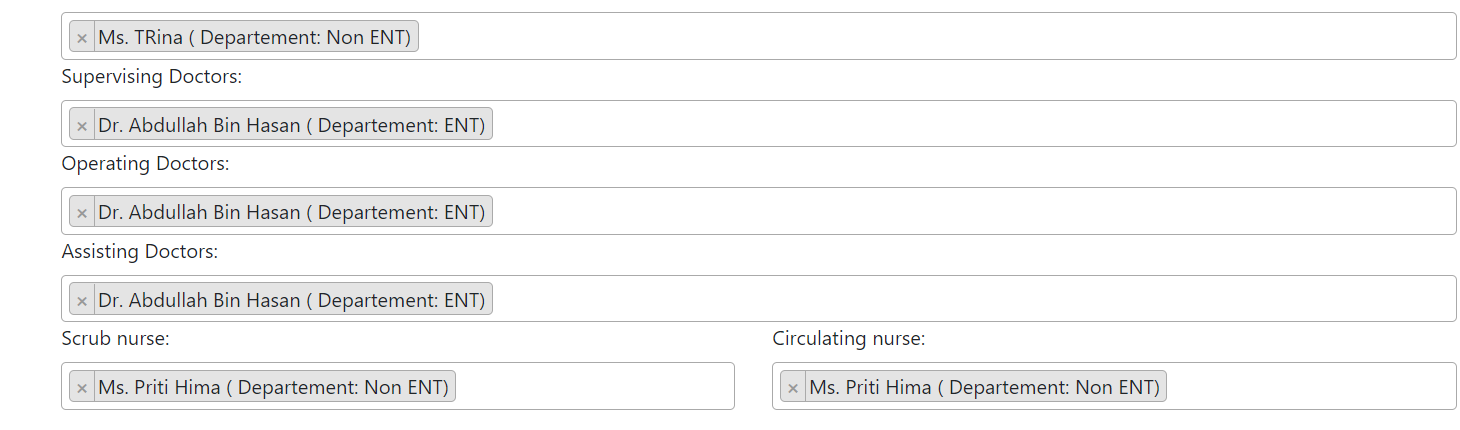 × Ms. TRina ( Departement: Non ENT)
Supervising Doctors:
× Dr. Abdullah Bin Hasan ( Departement: ENT)
Operating Doctors:
× Dr. Abdullah Bin Hasan ( Departement: ENT)
Assisting Doctors:
× Dr. Abdullah Bin Hasan ( Departement: ENT)
Scrub nurse:
× Ms. Priti Hima ( Departement: Non ENT)
Circulating nurse:
× Ms. Priti Hima ( Departement: Non ENT)